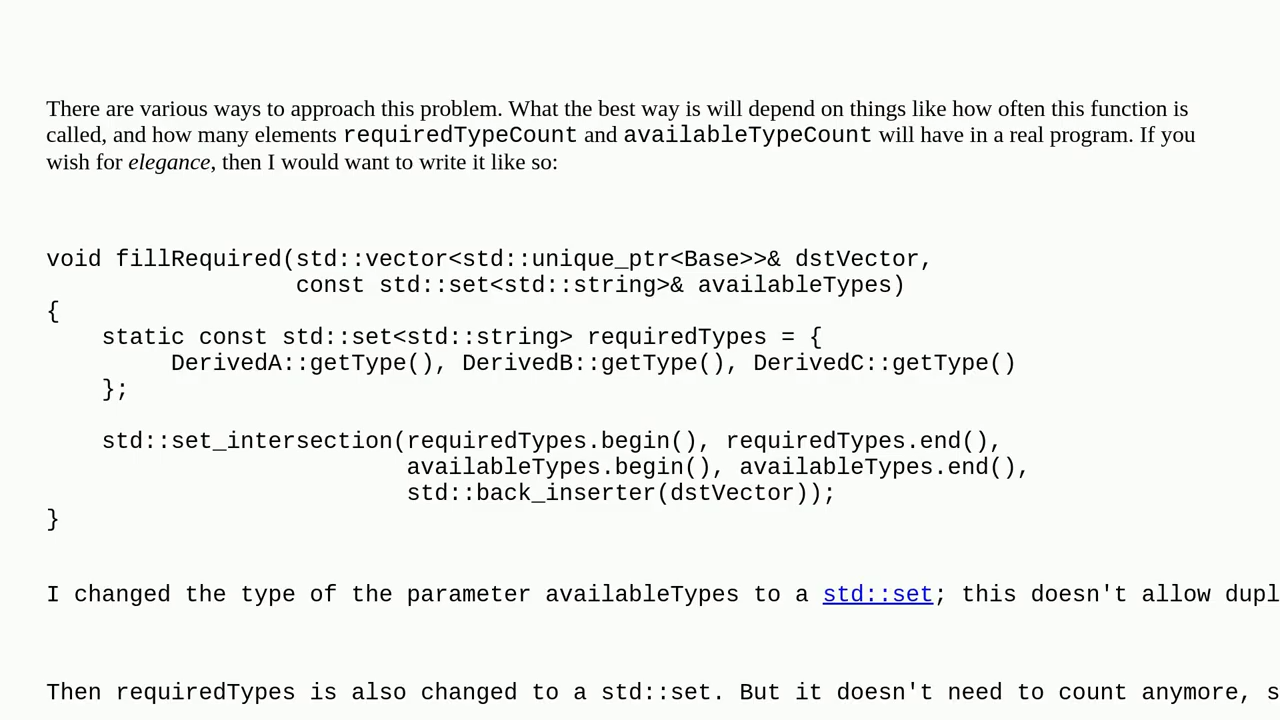 There are various ways to approach this problem. What the best way is will depend on things like how often this function is
called, and how many elements requiredTypeCount and availableTypeCount will have in a real program. If you
wish for elegance, then I would want to write it like so:
void fillRequired(std::vector<std::unique_ptr<Base>>& dstVector,
                  const std::set<std::string>& availableTypes)
{
    static const std::set<std::string> requiredTypes = {
         DerivedA::getType(), DerivedB::getType(), DerivedC::getType()
    };
    std::set_intersection(requiredTypes.begin(), requiredTypes.end(),
                          availableTypes.begin(), availableTypes.end(),
                          std::back_inserter(dstVector));
}
I changed the type of the parameter availableTypes to a std::set; this doesn't allow dupl
Then requiredTypes is also changed to a std::set. But it doesn't need to count anymore, s